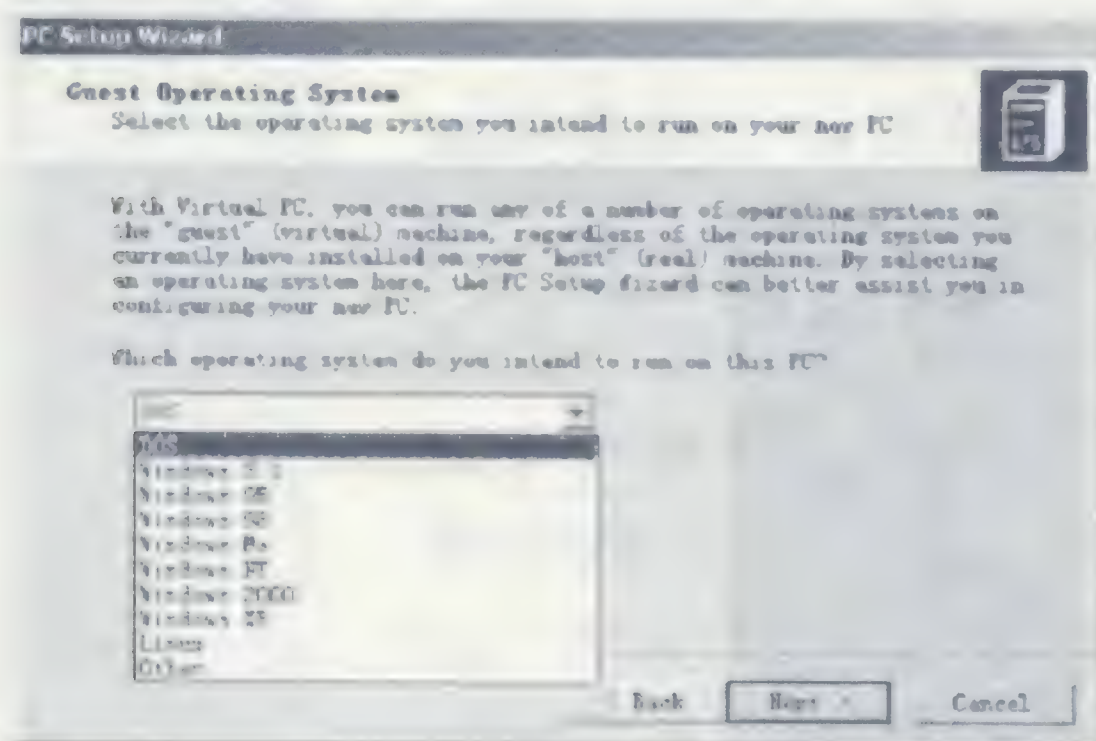 PC Setup Wizard
Guest Operating System
Select the operating system you intend to run on your new PC
With Virtual PC, you can run any of a number of operating systems on
the "guest" (virtual) machine, regardless of the operating system you
currently have installed on your "host" (real) machine. By selecting
an operating system here, the PC Setup Wizard can better assist you in
configuring your new PC.
Which operating system do you intend to run on this PC?
DOS
Windows
Windows
Windows 98
Windows Me
Windows NT
Windows 2000
Windows XP
Linux
Other
Back
Next >
Cancel